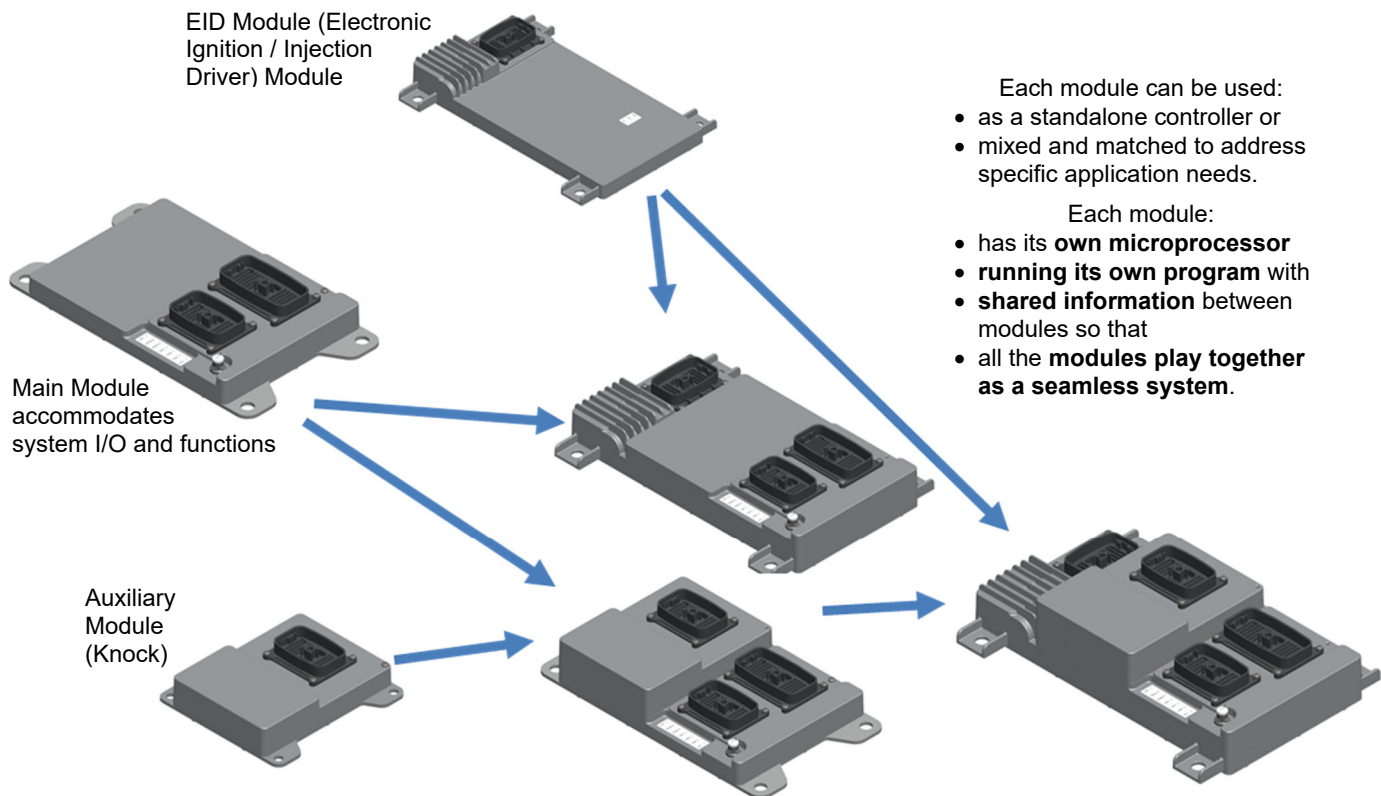 EID Module (Electronic
Ignition / Injection
Driver) Module
Each module can be used:
• as a standalone controller or
• mixed and matched to address
specific application needs.
Each module:
• has its own microprocessor
• running its own program with
• shared information between
modules so that
• all the modules play together
as a seamless system.
Main Module
accommodates
system I/O and functions
Auxiliary
Module
(Knock)